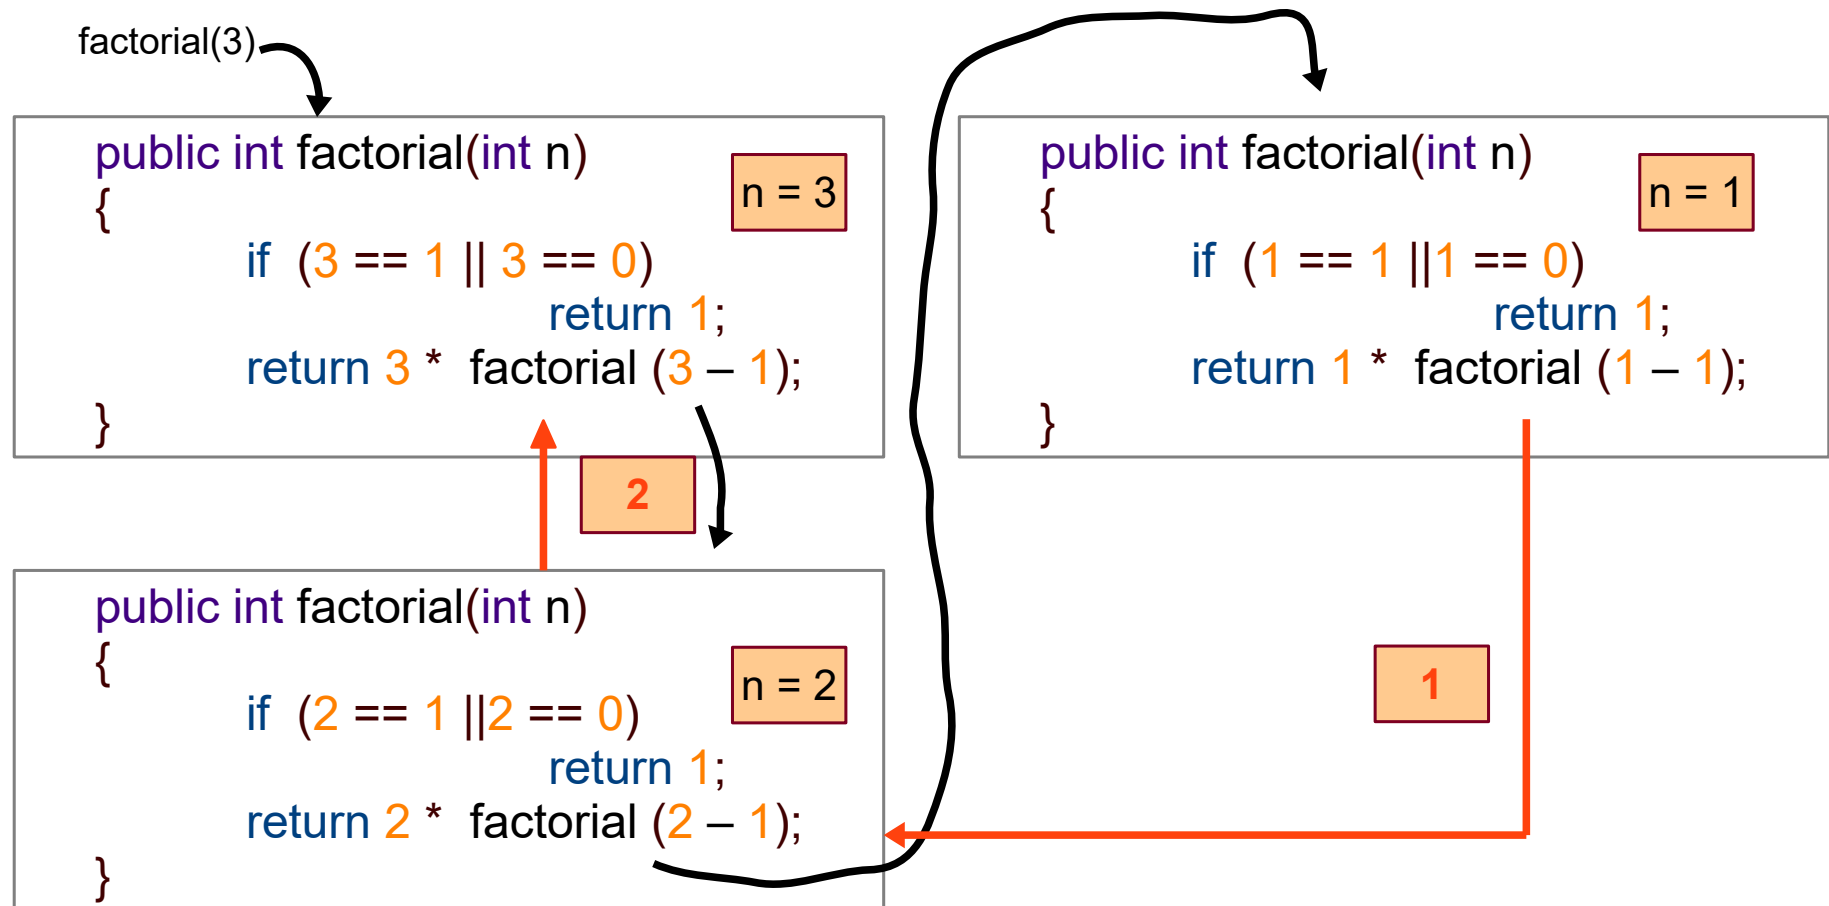 factorial(3)
public int factorial(int n)
n = 3
{
if (3 == 1 || 3 == 0)
return 1;
return 3 * factorial (3 – 1);
}
2
public int factorial(int n)
n = 2
{
if (2 == 1 ||2 == 0)
return 1;
return 2 * factorial (2 – 1);
}
public int factorial(int n)
n = 1
{
if (1 == 1 ||1 == 0)
return 1;
return 1 * factorial (1 – 1);
}
1